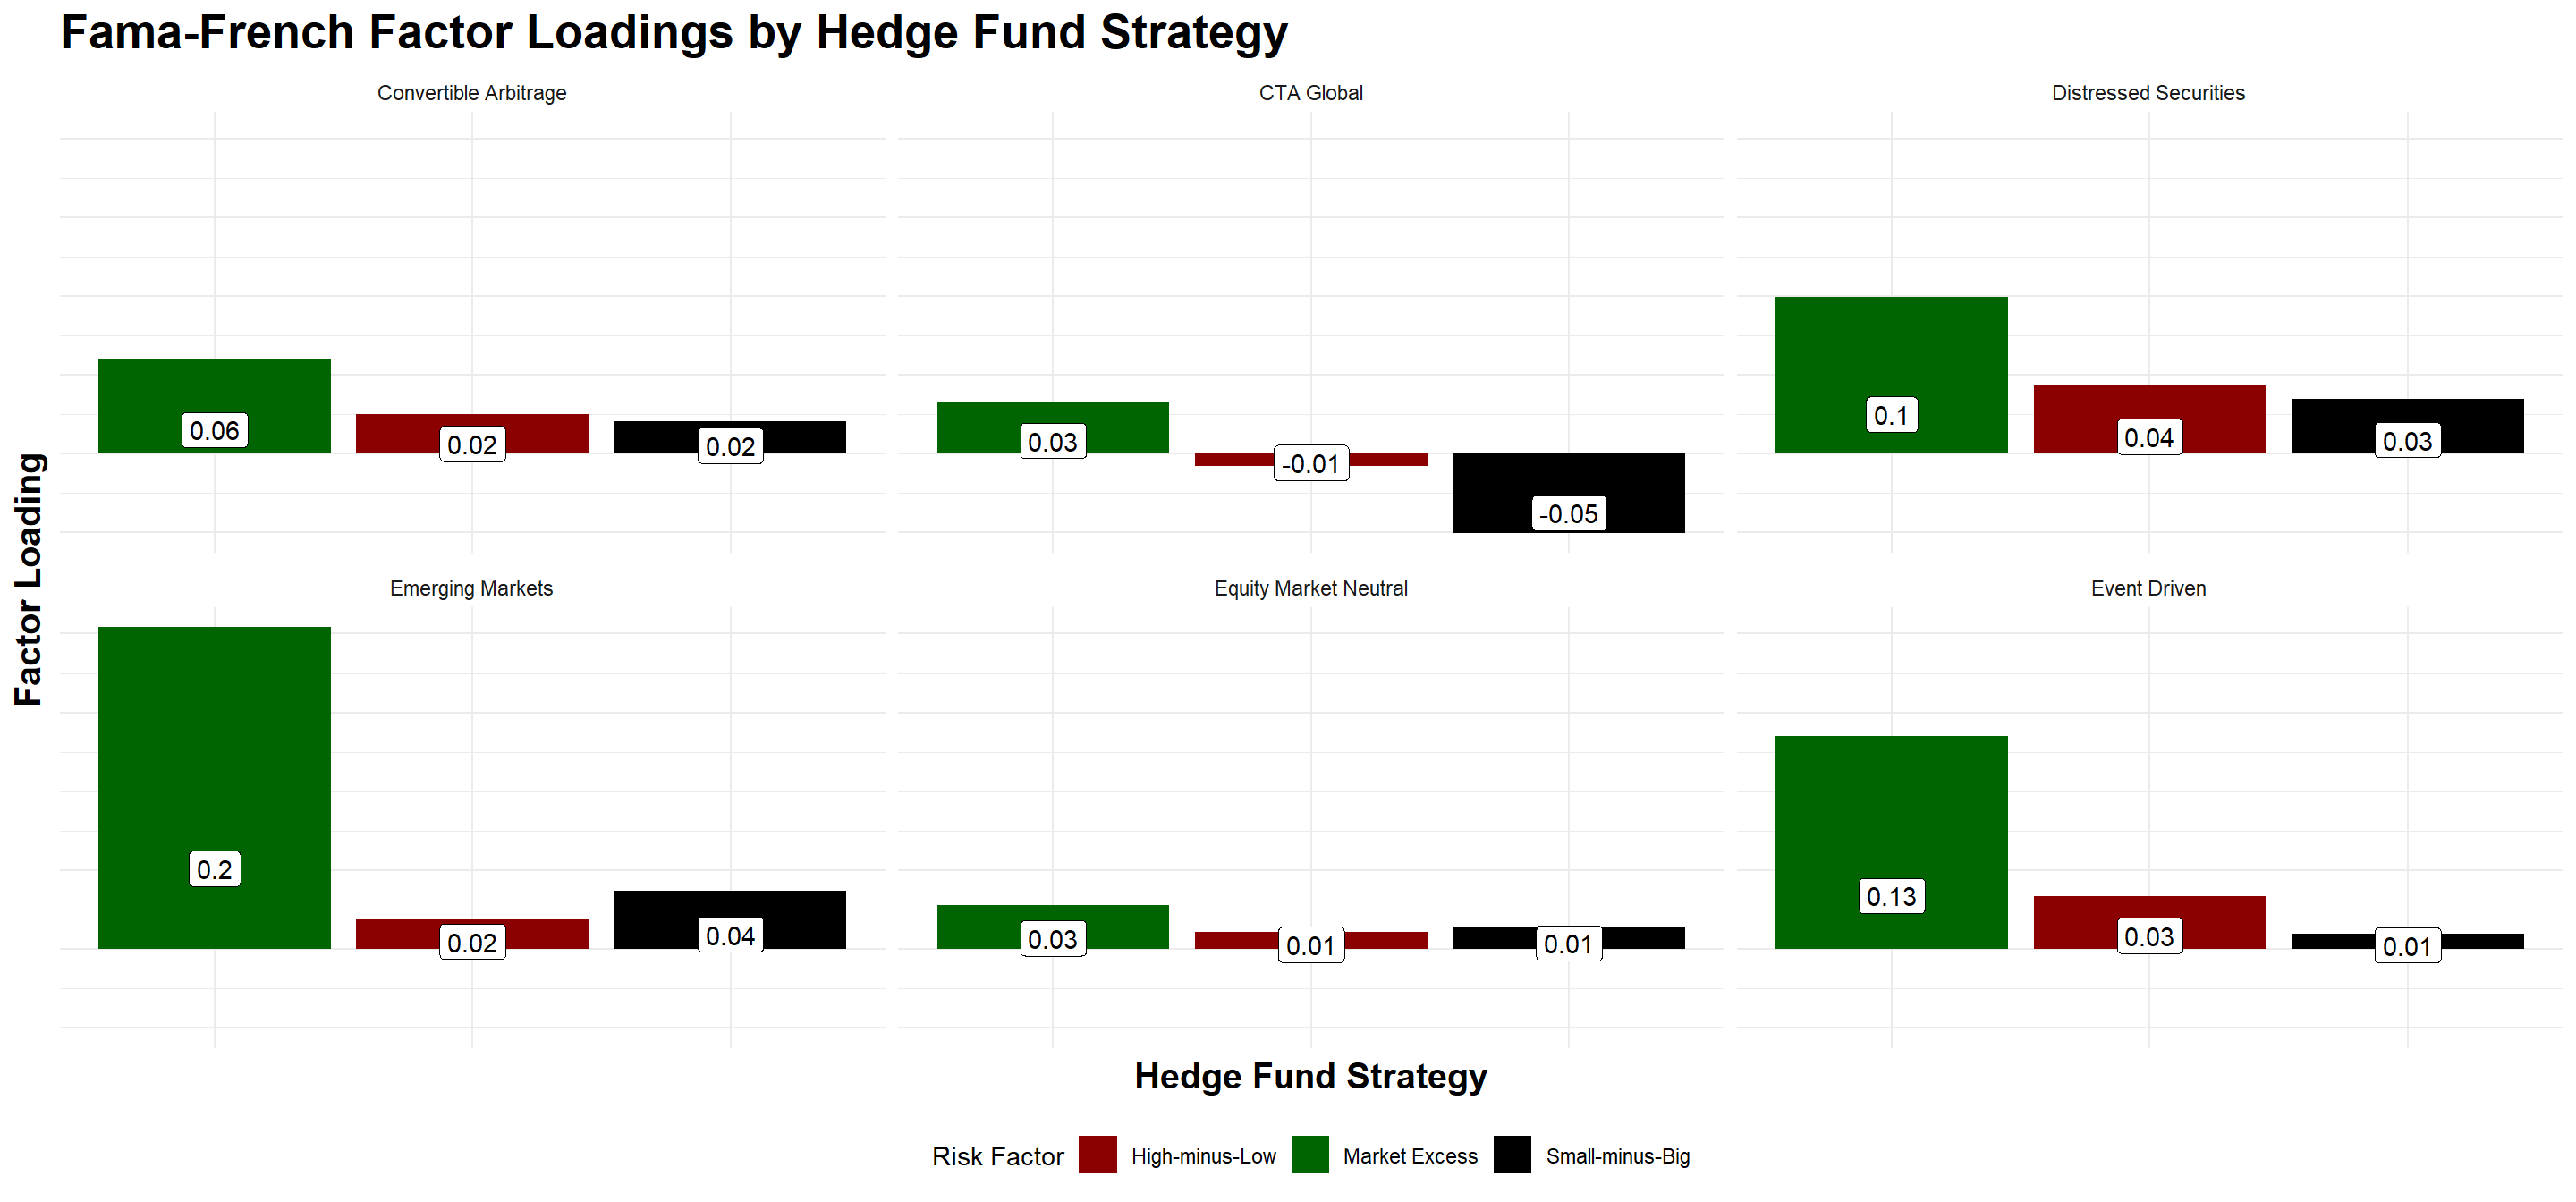 Fama-French Factor Loadings by Hedge Fund Strategy
Convertible Arbitrage
CTA Global
Distressed Securities
0.06
0.02
0.02
0.03
-0.01
-0.05
0.1
0.04
0.03
Factor Loading
Emerging Markets
Equity Market Neutral
Event Driven
0.2
0.02
0.04
0.03
0.01
0.01
0.13
0.03
0.01
Hedge Fund Strategy
Risk Factor
High-minus-Low
Market Excess
Small-minus-Big